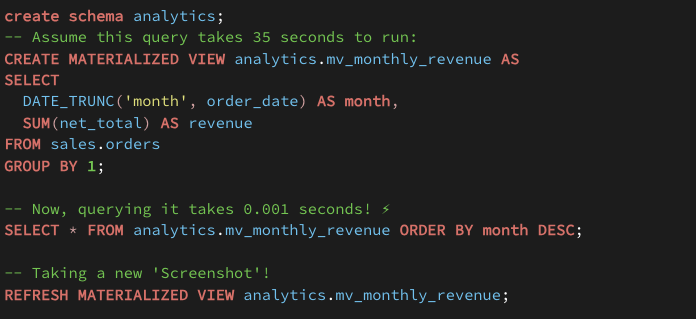 create schema analytics;
-- Assume this query takes 35 seconds to run:
CREATE MATERIALIZED VIEW analytics.mv_monthly_revenue AS
SELECT
  DATE_TRUNC('month', order_date) AS month,
  SUM(net_total) AS revenue
FROM sales.orders
GROUP BY 1;

-- Now, querying it takes 0.001 seconds! ⚡
SELECT * FROM analytics.mv_monthly_revenue ORDER BY month DESC;

-- Taking a new 'Screenshot'!
REFRESH MATERIALIZED VIEW analytics.mv_monthly_revenue;